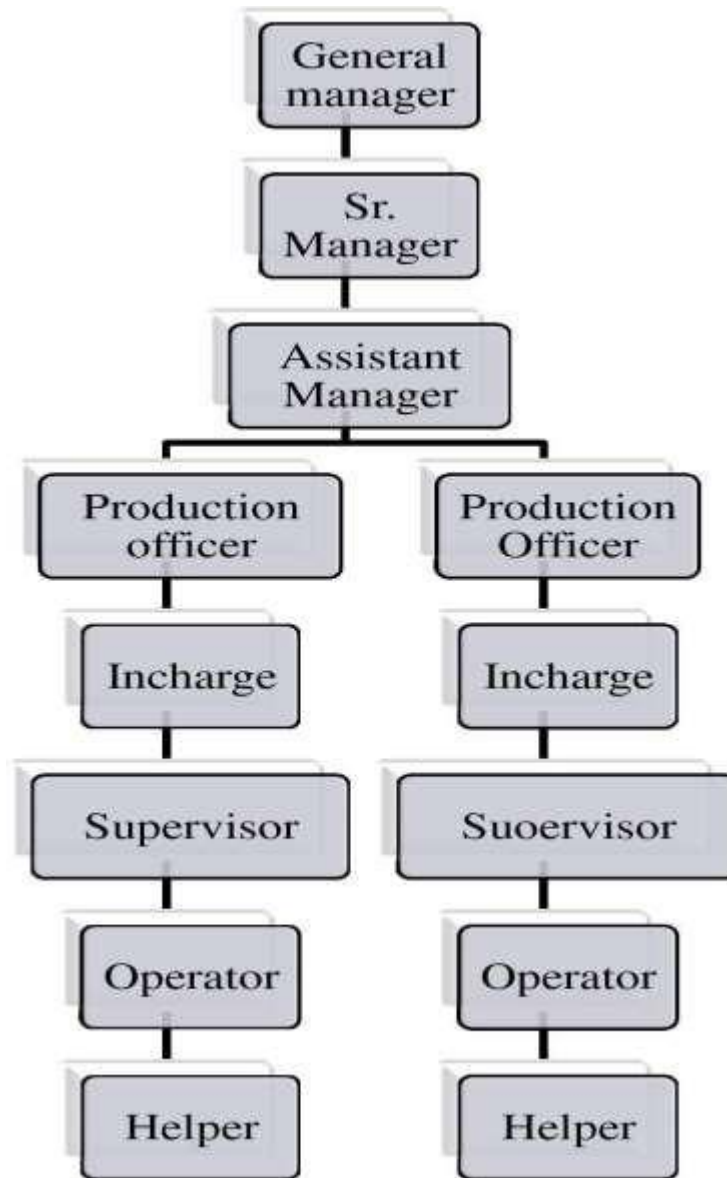 General
manager
Sr.
Manager
Assistant
Manager
Production
officer
Production
Officer
Incharge
Incharge
Supervisor
Suoervisor
Operator
Operator
Helper
Helper